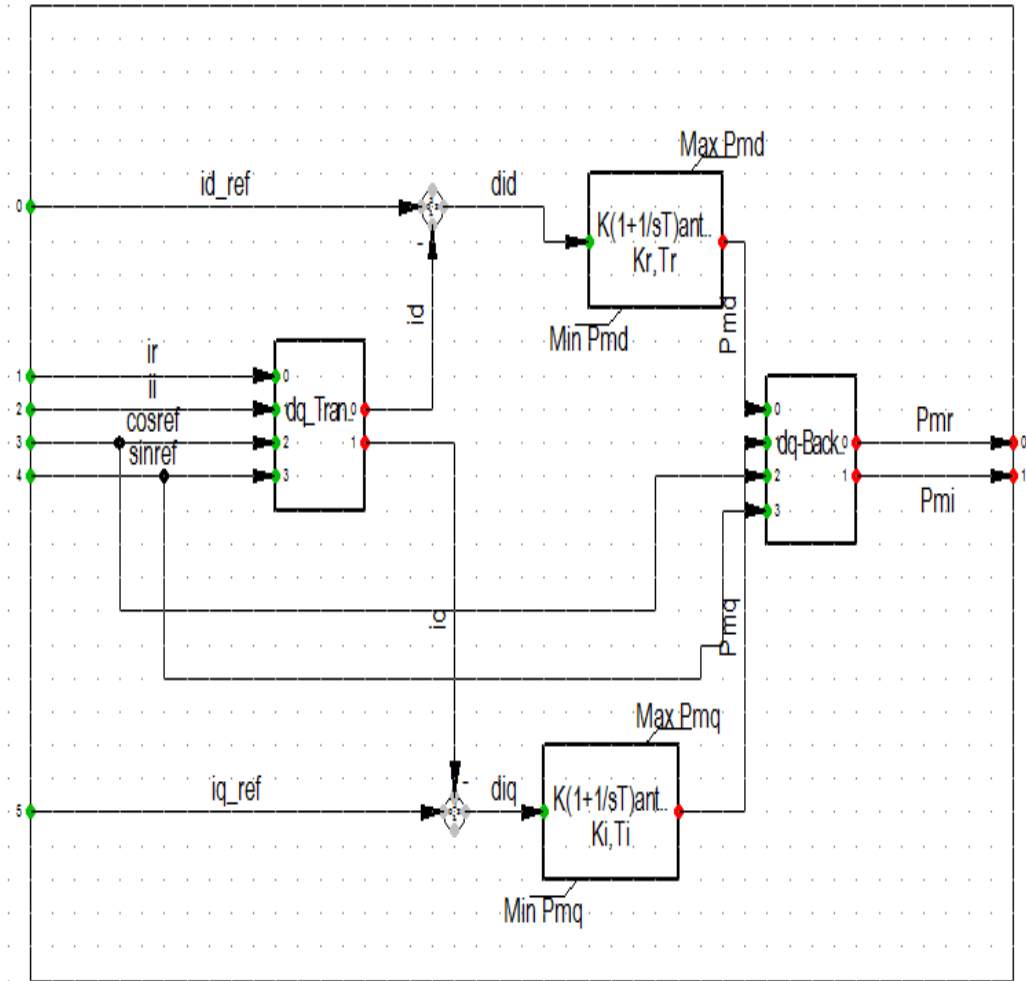 Max Pmd
id_ref
did
0
K(1+1/sT)ant..
Kr,Tr
-
id
Pmd
Min Pmd
ir
1
0
ii
2
dq_Tran..
0
0
cosref
3
2
1
dq-Back..
0
Pmr
0
sinref
4
3
2
1
Pmi
1
3
iq
Pmq
Max Pmq
-
iq_ref
diq
5
K(1+1/sT)ant..
Ki,Ti
Min Pmq